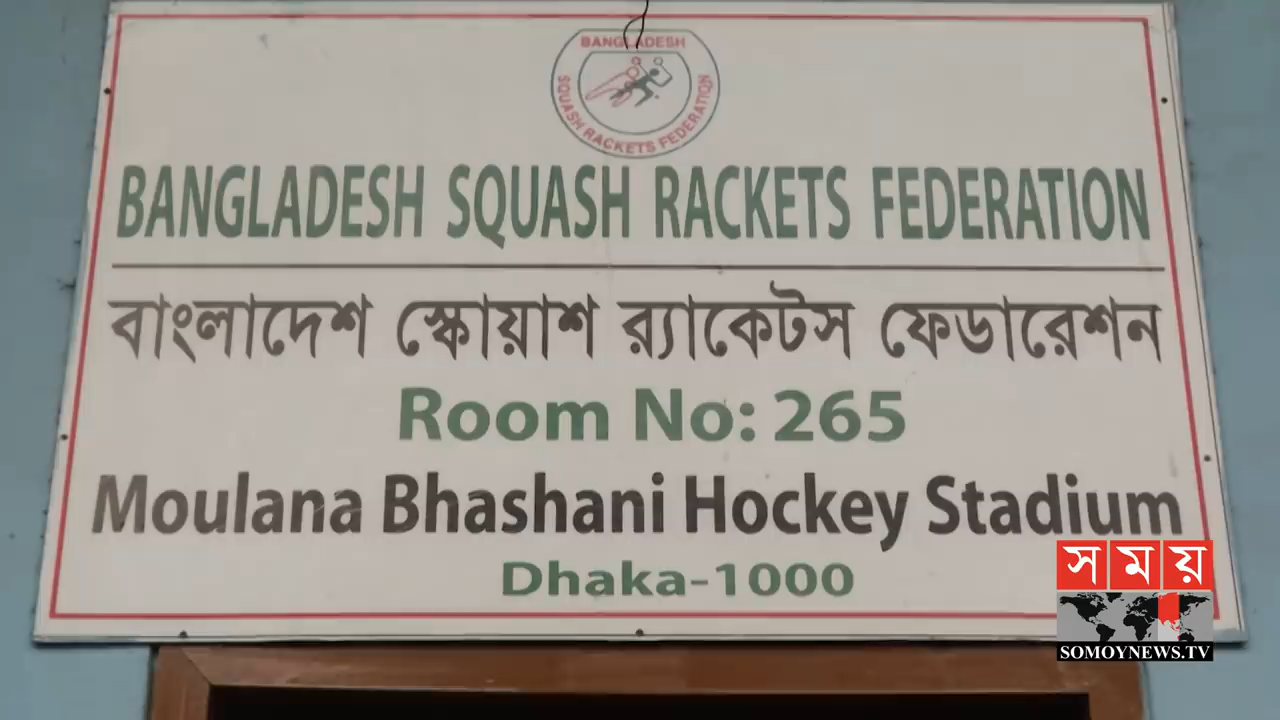 BANGLADESH
SQUASH RACKETS FEDERATION
BANGLADESH SQUASH RACKETS FEDERATION
বাংলাদেশ স্কোয়াশ র‍্যাকেটস ফেডারেশন
Room No: 265
Moulana Bhashani Hockey Stadium
Dhaka-1000
সময়
SOMOYNEWS.TV